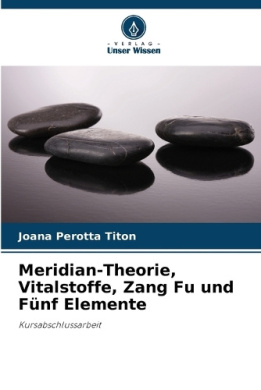 VERLAG
Unser Wissen
Joana Perotta Titon
Meridian-Theorie,
Vitalstoffe, Zang Fu und
Fünf Elemente
Kursabschlussarbeit